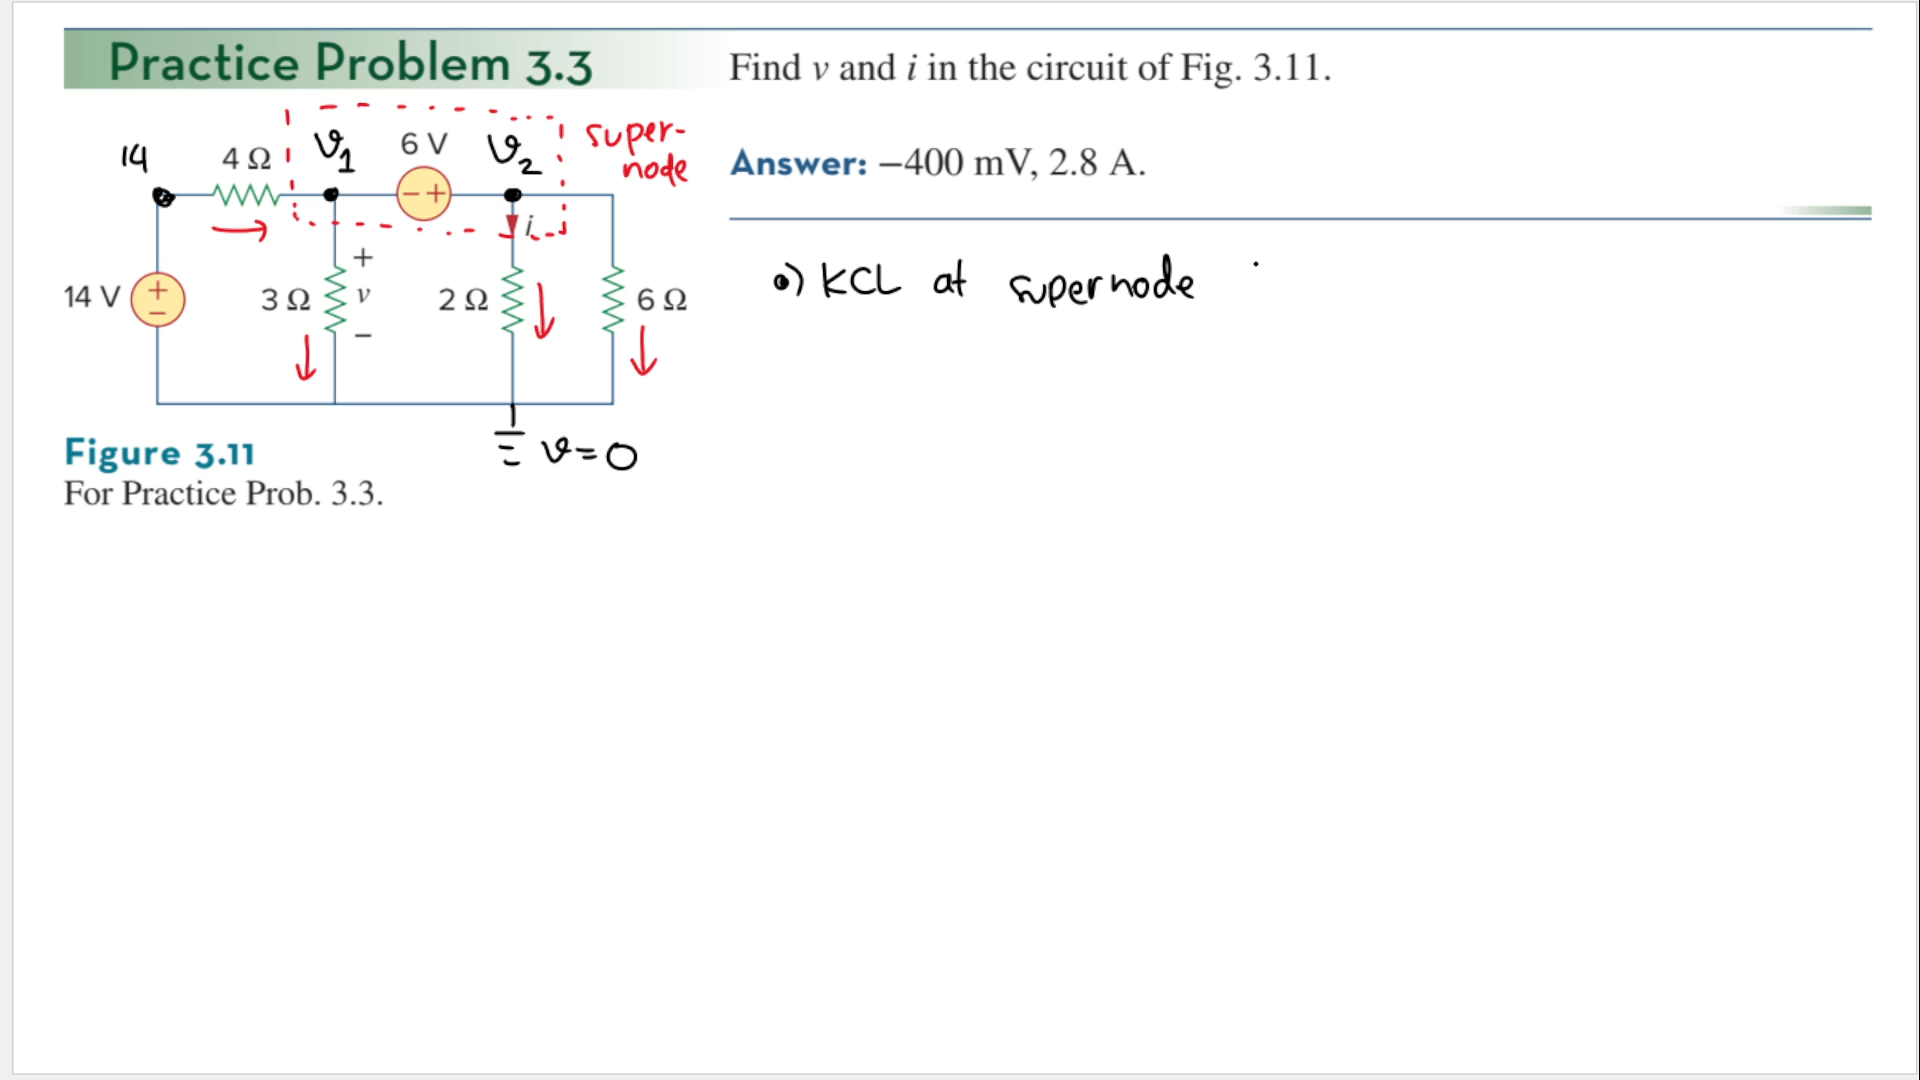 Practice Problem 3.3
Find v and i in the circuit of Fig. 3.11.
Answer: −400 mV, 2.8 A.
14
4 Ω
v1
6 V
v2
super-
node
− +
i
14 V
+
−
3 Ω
+
v
−
2 Ω
6 Ω
v=0
Figure 3.11
For Practice Prob. 3.3.
•) KCL at supernode